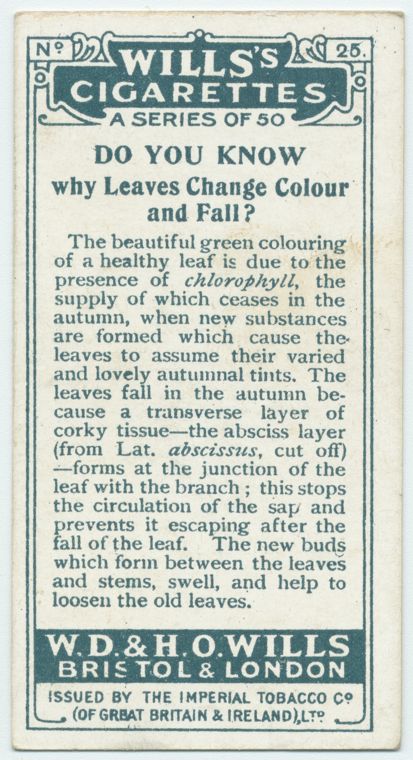 Nº 25.
WILLS's
CIGARETTES
A SERIES OF 50
DO YOU KNOW
why Leaves Change Colour
and Fall?
The beautiful green colouring
of a healthy leaf is due to the
presence of chlorophyll, the
supply of which ceases in the
autumn, when new substances
are formed which cause the
leaves to assume their varied
and lovely autumnal tints. The
leaves fall in the autumn be-
cause a transverse layer of
corky tissue—the absciss layer
(from Lat. abscissus, cut off)
—forms at the junction of the
leaf with the branch; this stops
the circulation of the sap and
prevents it escaping after the
fall of the leaf. The new buds
which form between the leaves
and stems, swell, and help to
loosen the old leaves.
W.D.&H.O.WILLS
BRISTOL & LONDON
ISSUED BY THE IMPERIAL TOBACCO Cº
(OF GREAT BRITAIN & IRELAND), LTD.